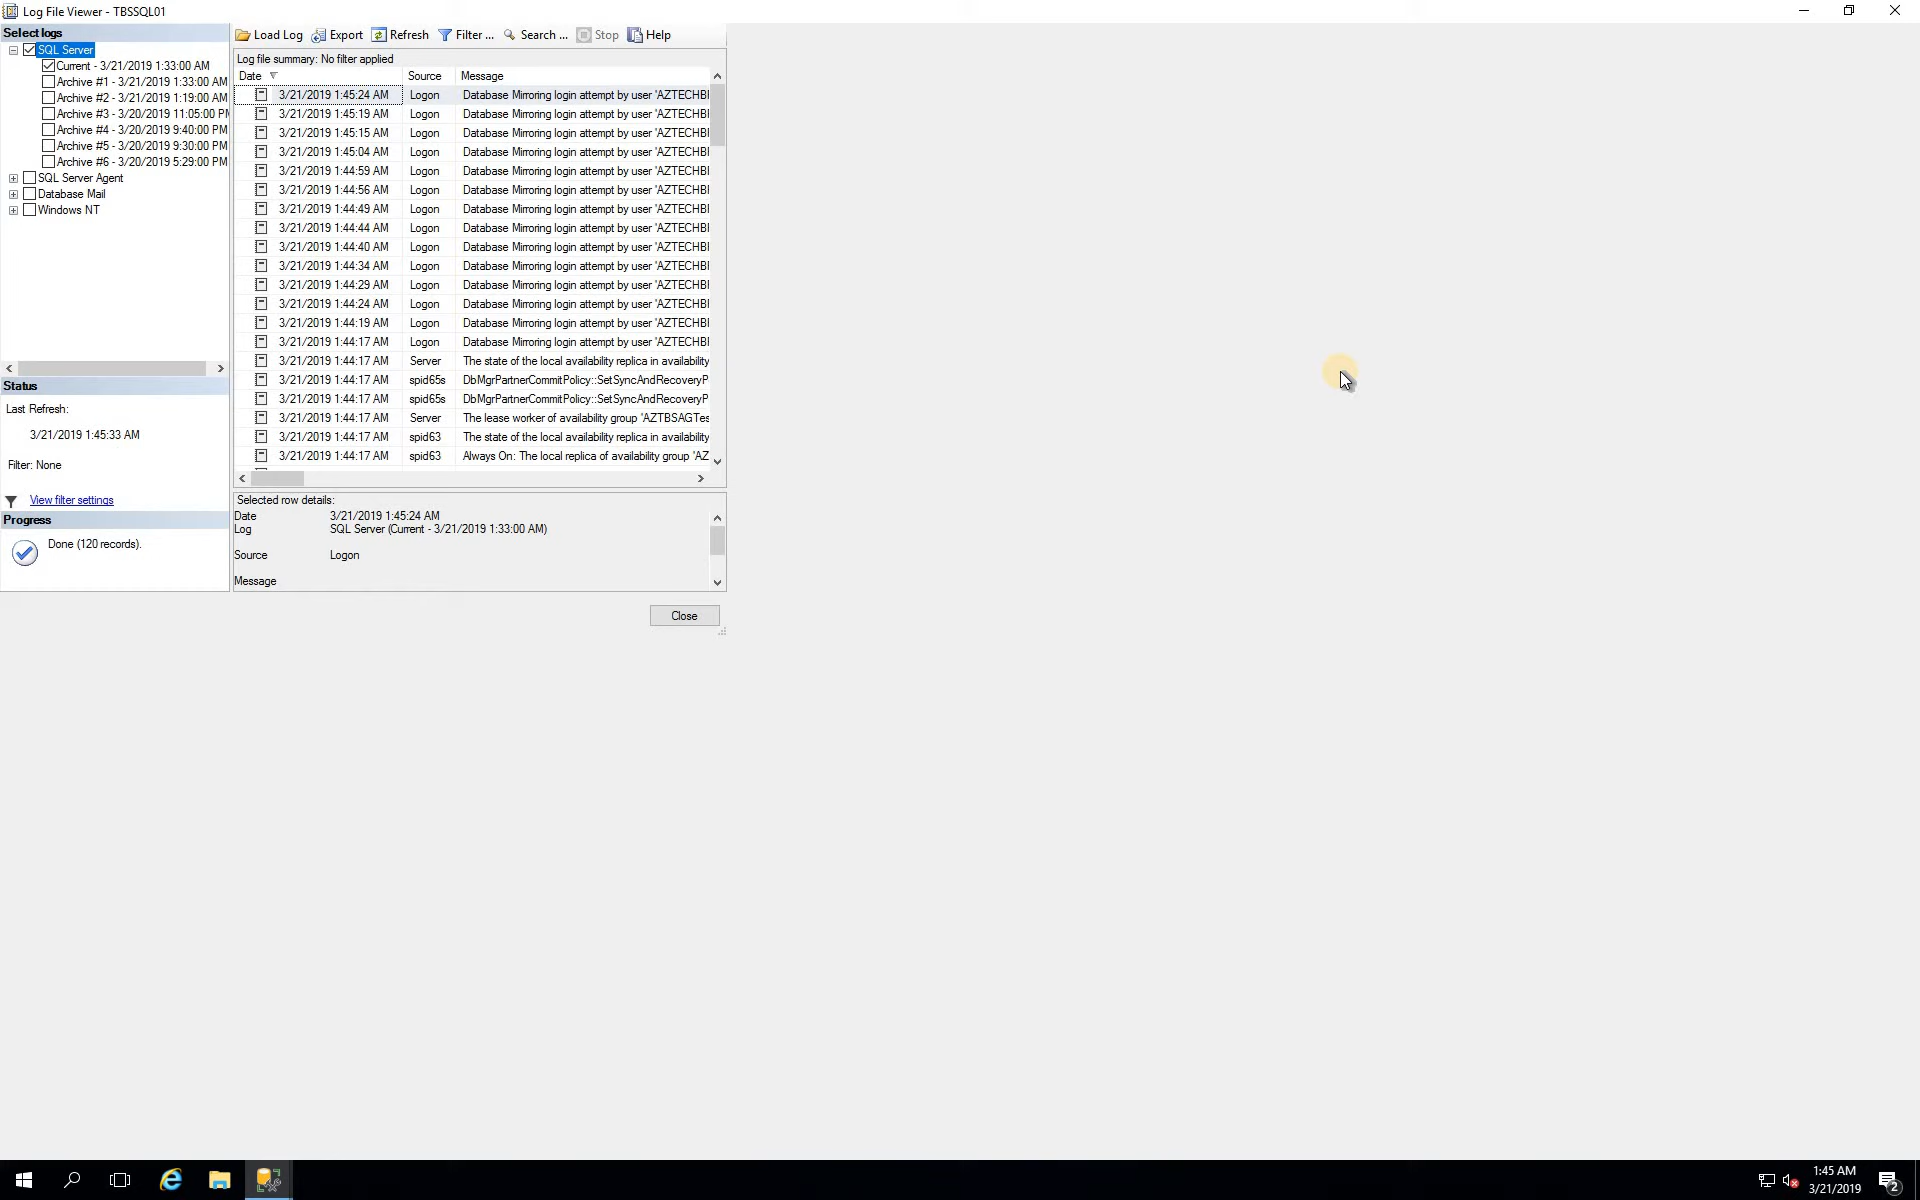 Log File Viewer - TBSSQL01
Select logs
SQL Server
Current - 3/21/2019 1:33:00 AM
Archive #1 - 3/21/2019 1:33:00 AM
Archive #2 - 3/21/2019 1:19:00 AM
Archive #3 - 3/20/2019 11:05:00 PM
Archive #4 - 3/20/2019 9:40:00 PM
Archive #5 - 3/20/2019 9:30:00 PM
Archive #6 - 3/20/2019 5:29:00 PM
SQL Server Agent
Database Mail
Windows NT
Status
Last Refresh:
3/21/2019 1:45:33 AM
Filter: None
View filter settings
Progress
Done (120 records).
Load Log Export Refresh Filter ... Search ... Stop Help
Log file summary: No filter applied
Date Source Message
3/21/2019 1:45:24 AM Logon Database Mirroring login attempt by user 'AZTECHB
3/21/2019 1:45:19 AM Logon Database Mirroring login attempt by user 'AZTECHB
3/21/2019 1:45:15 AM Logon Database Mirroring login attempt by user 'AZTECHB
3/21/2019 1:45:04 AM Logon Database Mirroring login attempt by user 'AZTECHB
3/21/2019 1:44:59 AM Logon Database Mirroring login attempt by user 'AZTECHB
3/21/2019 1:44:56 AM Logon Database Mirroring login attempt by user 'AZTECHB
3/21/2019 1:44:49 AM Logon Database Mirroring login attempt by user 'AZTECHB
3/21/2019 1:44:44 AM Logon Database Mirroring login attempt by user 'AZTECHB
3/21/2019 1:44:40 AM Logon Database Mirroring login attempt by user 'AZTECHB
3/21/2019 1:44:34 AM Logon Database Mirroring login attempt by user 'AZTECHB
3/21/2019 1:44:29 AM Logon Database Mirroring login attempt by user 'AZTECHB
3/21/2019 1:44:24 AM Logon Database Mirroring login attempt by user 'AZTECHB
3/21/2019 1:44:19 AM Logon Database Mirroring login attempt by user 'AZTECHB
3/21/2019 1:44:17 AM Logon Database Mirroring login attempt by user 'AZTECHB
3/21/2019 1:44:17 AM Server The state of the local availability replica in availability
3/21/2019 1:44:17 AM spid65s DbMgrPartnerCommitPolicy::SetSyncAndRecoveryP
3/21/2019 1:44:17 AM spid65s DbMgrPartnerCommitPolicy::SetSyncAndRecoveryP
3/21/2019 1:44:17 AM Server The lease worker of availability group 'AZTBSAGTes
3/21/2019 1:44:17 AM spid63 The state of the local availability replica in availability
3/21/2019 1:44:17 AM spid63 Always On: The local replica of availability group 'AZ
Selected row details:
Date 3/21/2019 1:45:24 AM
Log SQL Server (Current - 3/21/2019 1:33:00 AM)
Source Logon
Message
Close
1:45 AM
3/21/2019
2